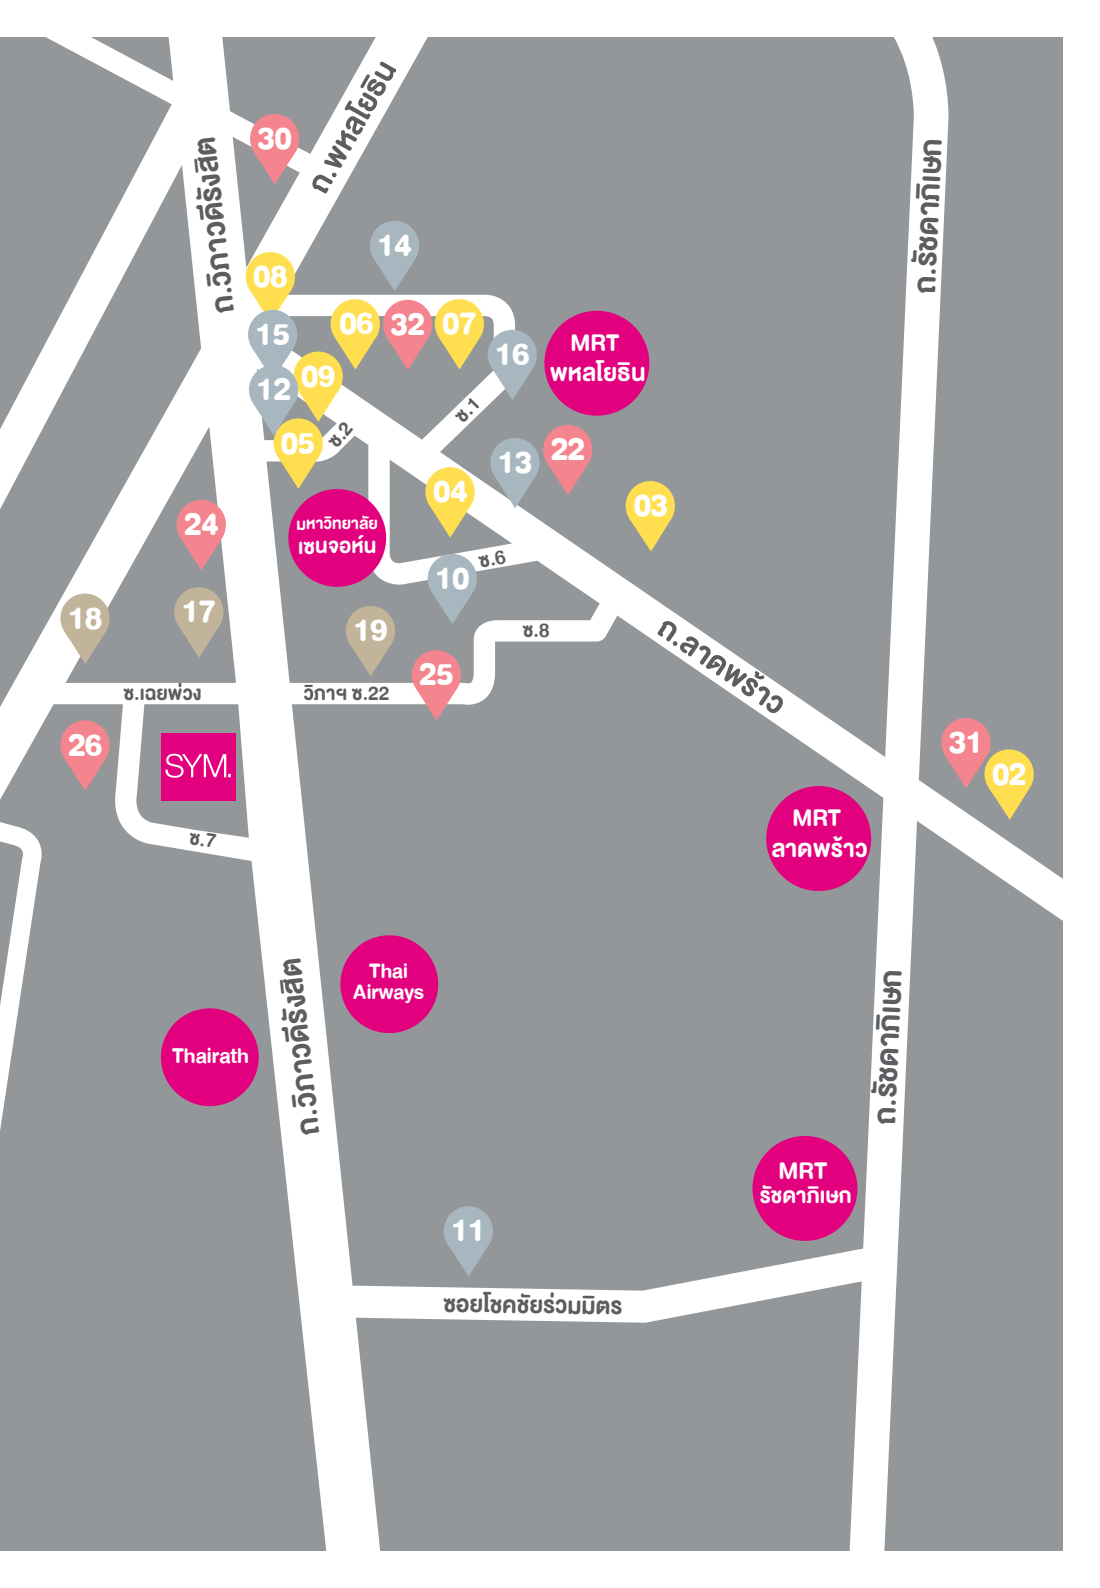 30
ถ.พหลโยธิน
ถ.วิภาวดีรังสิต
ถ.รัชดาภิเษก
14
08
06
32
07
15
16
MRT
พหลโยธิน
12
09
ซ.1
ซ.2
05
13
22
04
03
24
มหาวิทยาลัย
เซนจอห์น
ซ.6
10
18
17
19
ซ.8
ถ.ลาดพร้าว
25
ซ.เฉยพ่วง
วิภาฯ ซ.22
26
SYM.
31
02
ซ.7
MRT
ลาดพร้าว
Thai
Airways
ถ.วิภาวดีรังสิต
ถ.รัชดาภิเษก
Thairath
MRT
รัชดาภิเษก
11
ซอยโชคชัยร่วมมิตร